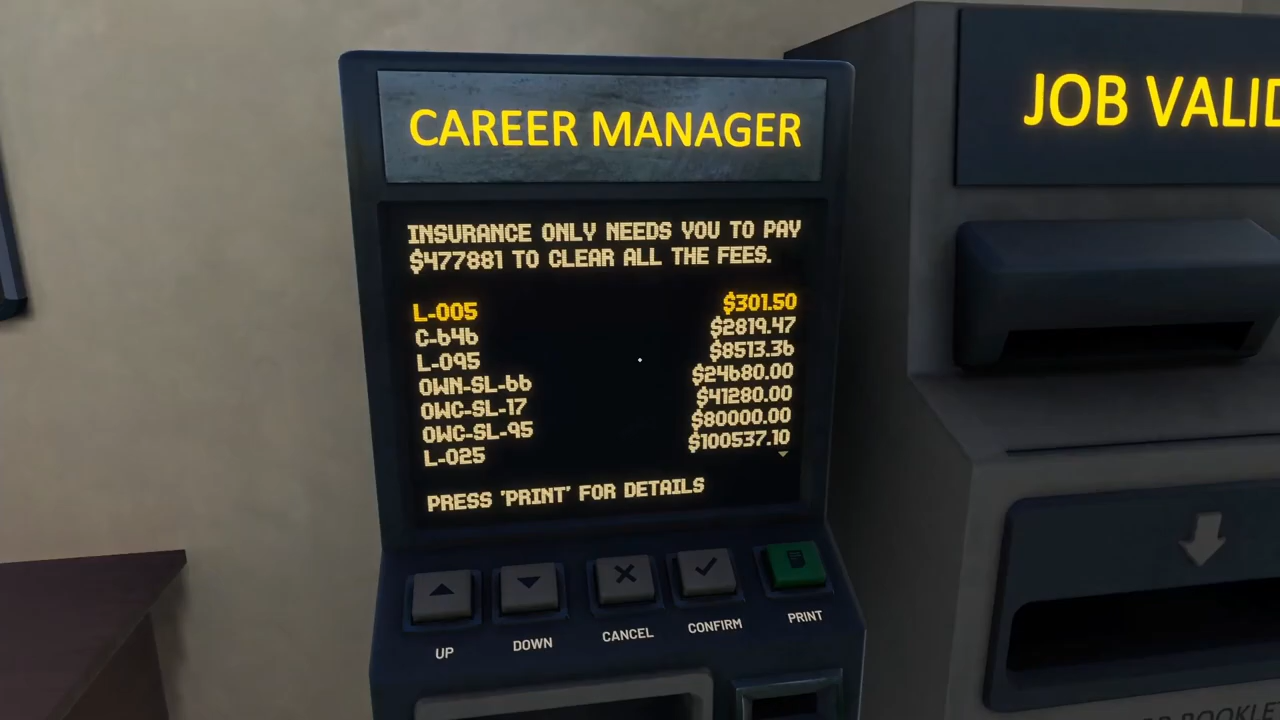 CAREER MANAGER
JOB VALID
INSURANCE ONLY NEEDS YOU TO PAY
$477881 TO CLEAR ALL THE FEES.
L-005 $301.50
C-646 $2819.47
L-095 $8513.36
OWN-SL-66 $24680.00
OWC-SL-17 $41280.00
OWC-SL-95 $80000.00
L-025 $100537.10
PRESS 'PRINT' FOR DETAILS
UP
DOWN
CANCEL
CONFIRM
PRINT
BOOKLE